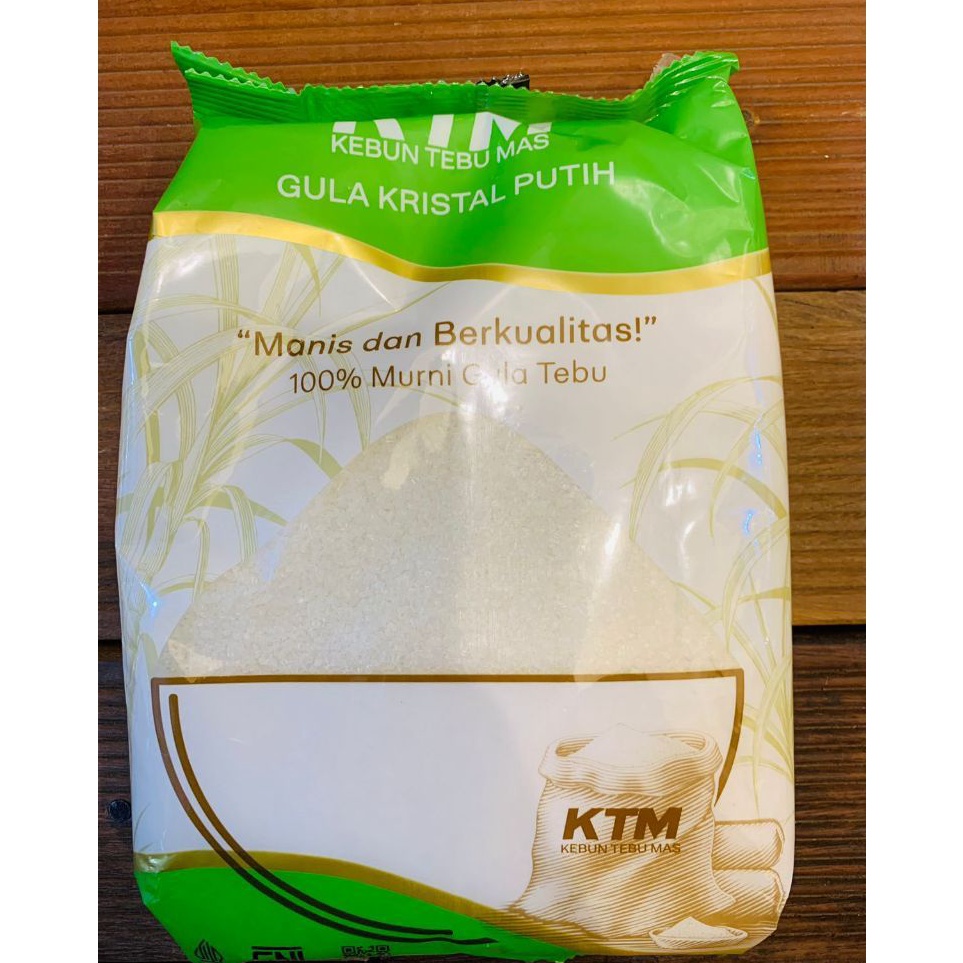 KTM
KEBUN TEBU MAS
GULA KRISTAL PUTIH
“Manis dan Berkualitas!”
100% Murni Gula Tebu
KTM
KEBUN TEBU MAS